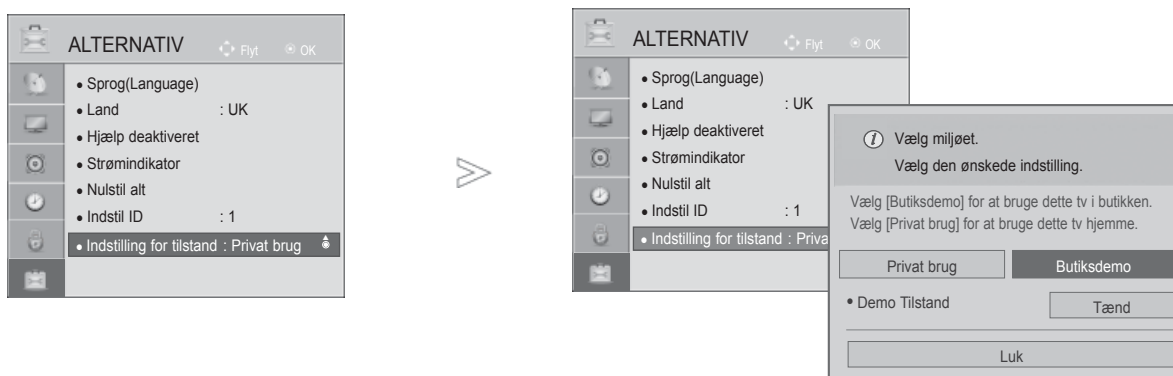 ALTERNATIV Flyt OK
• Sprog(Language)
• Land : UK
• Hjælp deaktiveret
• Strømindikator
• Nulstil alt
• Indstil ID : 1
• Indstilling for tilstand : Privat brug
ALTERNATIV Flyt OK
• Sprog(Language)
• Land : UK
• Hjælp deaktiveret
• Strømindikator
• Nulstil alt
• Indstil ID : 1
• Indstilling for tilstand : Priva
i Vælg miljøet.
Vælg den ønskede indstilling.
Vælg [Butiksdemo] for at bruge dette tv i butikken.
Vælg [Privat brug] for at bruge dette tv hjemme.
Privat brug Butiksdemo
• Demo Tilstand Tænd
Luk